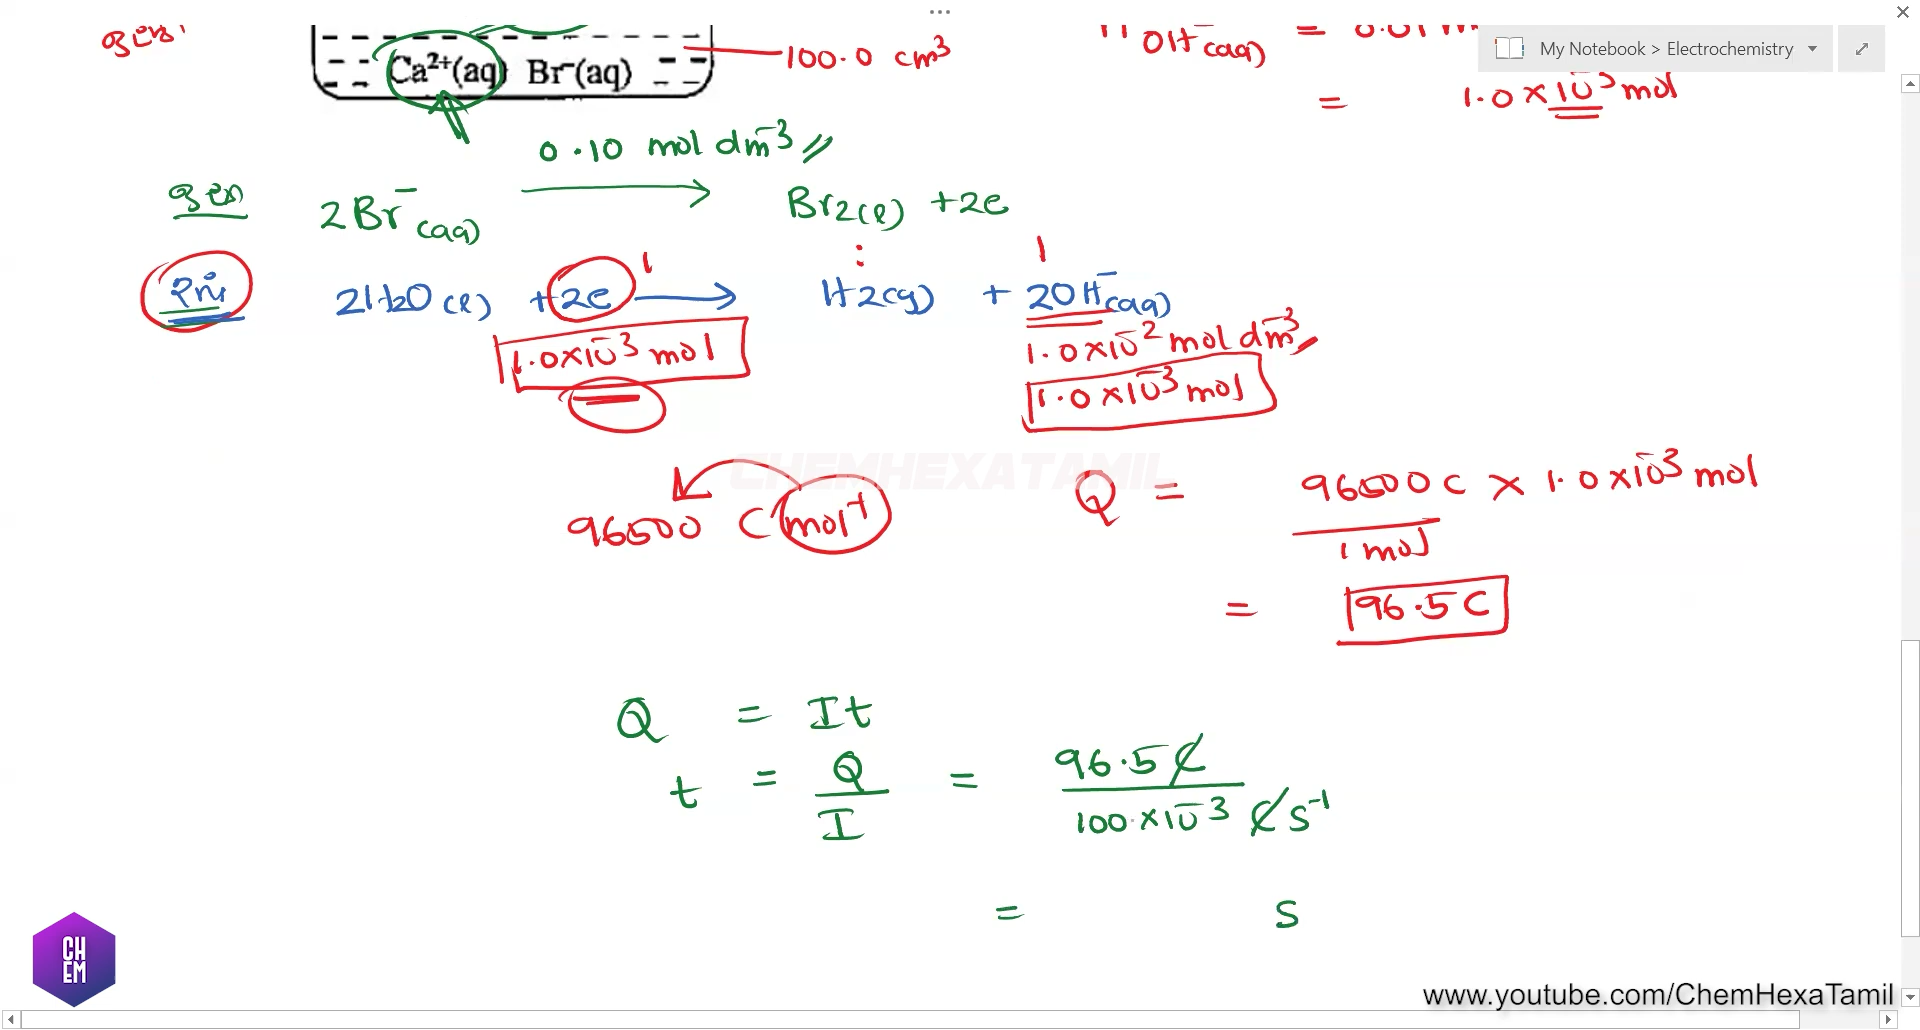 100.0 cm³
Ca²⁺(aq) Br⁻(aq)
OH⁻(aq) =
= 1.0 × 10⁻³ mol
My Notebook > Electrochemistry
0.10 mol dm⁻³
2Br⁻(aq) → Br2(l) + 2e
1 : 1
2H2O(l) + 2e → H2(g) + 2OH⁻(aq)
1.0×10⁻² mol dm⁻³
1.0×10⁻³ mol
1.0×10⁻³ mol
CHEMHEXATAMIL
96500 C mol⁻¹
Q = 96500 C × 1.0×10⁻³ mol
1 mol
= 96.5 C
Q = It
t = Q / I = 96.5 C / 100×10⁻³ C s⁻¹
= s
CH
EM
www.youtube.com/ChemHexaTamil